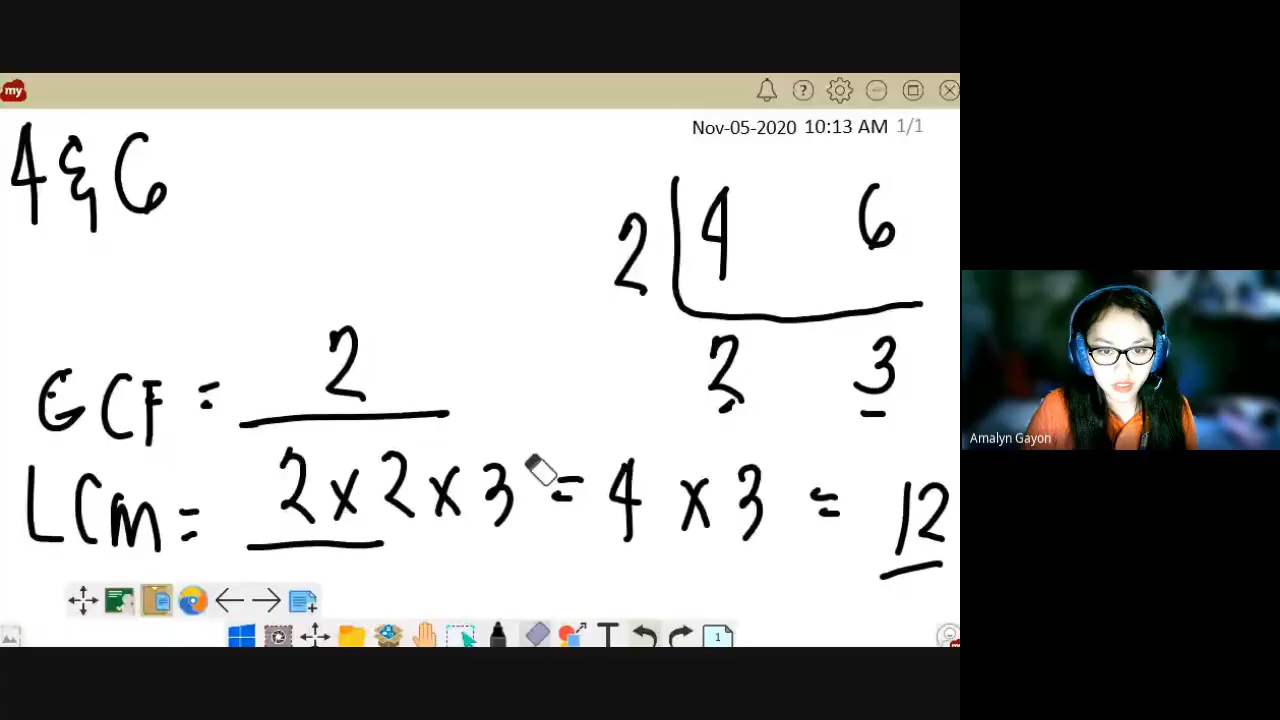 my
Nov-05-2020 10:13 AM 1/1
4 & 6
2 4 6
2 3
GCF = 2
LCM = 2 x 2 x 3 = 4 x 3 = 12
Amalyn Gayon
T 1